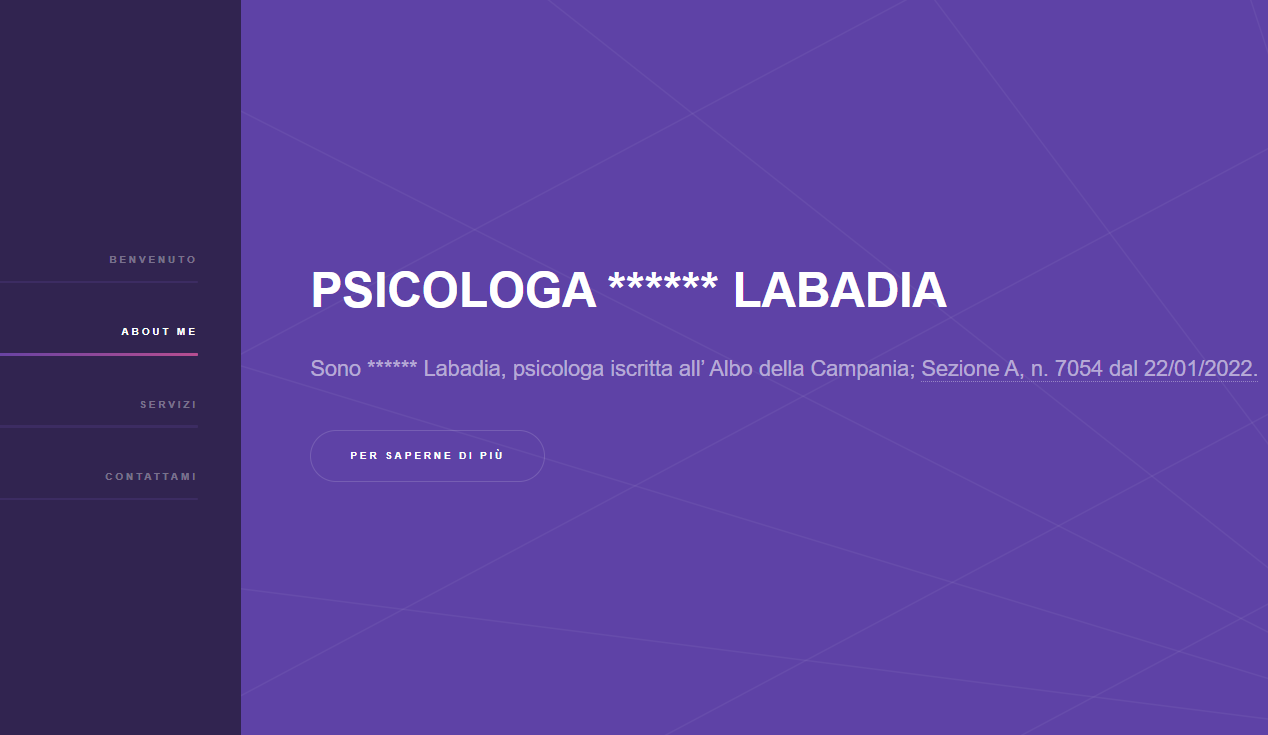 BENVENUTO
ABOUT ME
SERVIZI
CONTATTAMI
PSICOLOGA ****** LABADIA
Sono ****** Labadia, psicologa iscritta all’ Albo della Campania; Sezione A, n. 7054 dal 22/01/2022.
PER SAPERNE DI PIÙ